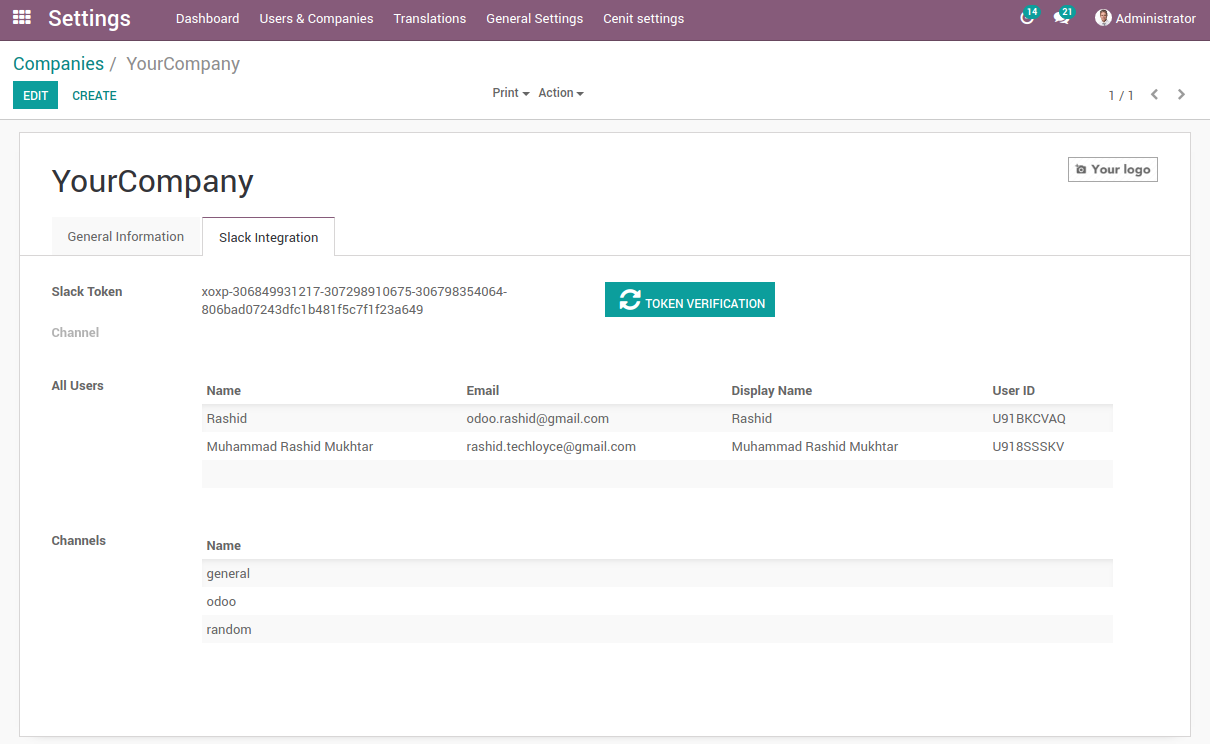 Settings Dashboard Users & Companies Translations General Settings Cenit settings 14 21 Administrator
Companies / YourCompany
EDIT CREATE Print Action 1 / 1
YourCompany
Your logo
General Information Slack Integration
Slack Token xoxp-306849931217-307298910675-306798354064- TOKEN VERIFICATION
806bad07243dfc1b481f5c7f1f23a649
Channel
All Users
Name Email Display Name User ID
Rashid odoo.rashid@gmail.com Rashid U91BKCVAQ
Muhammad Rashid Mukhtar rashid.techloyce@gmail.com Muhammad Rashid Mukhtar U918SSSKV
Channels
Name
general
odoo
random